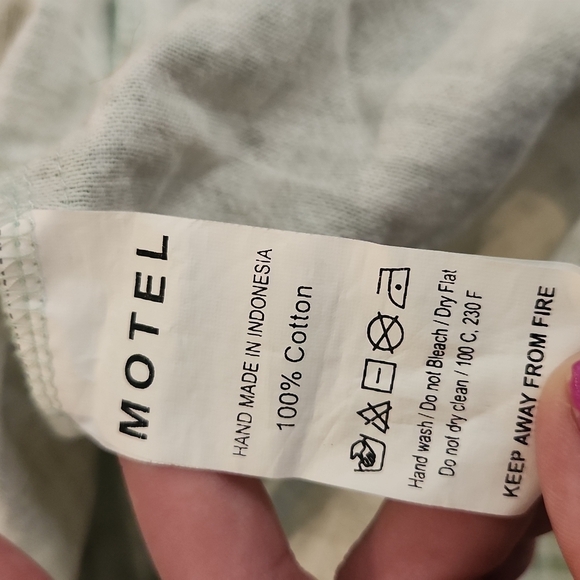 MOTEL
HAND MADE IN INDONESIA
100% Cotton
Hand wash / Do not Bleach / Dry Flat
Do not dry clean / 100 C, 230 F
KEEP AWAY FROM FIRE